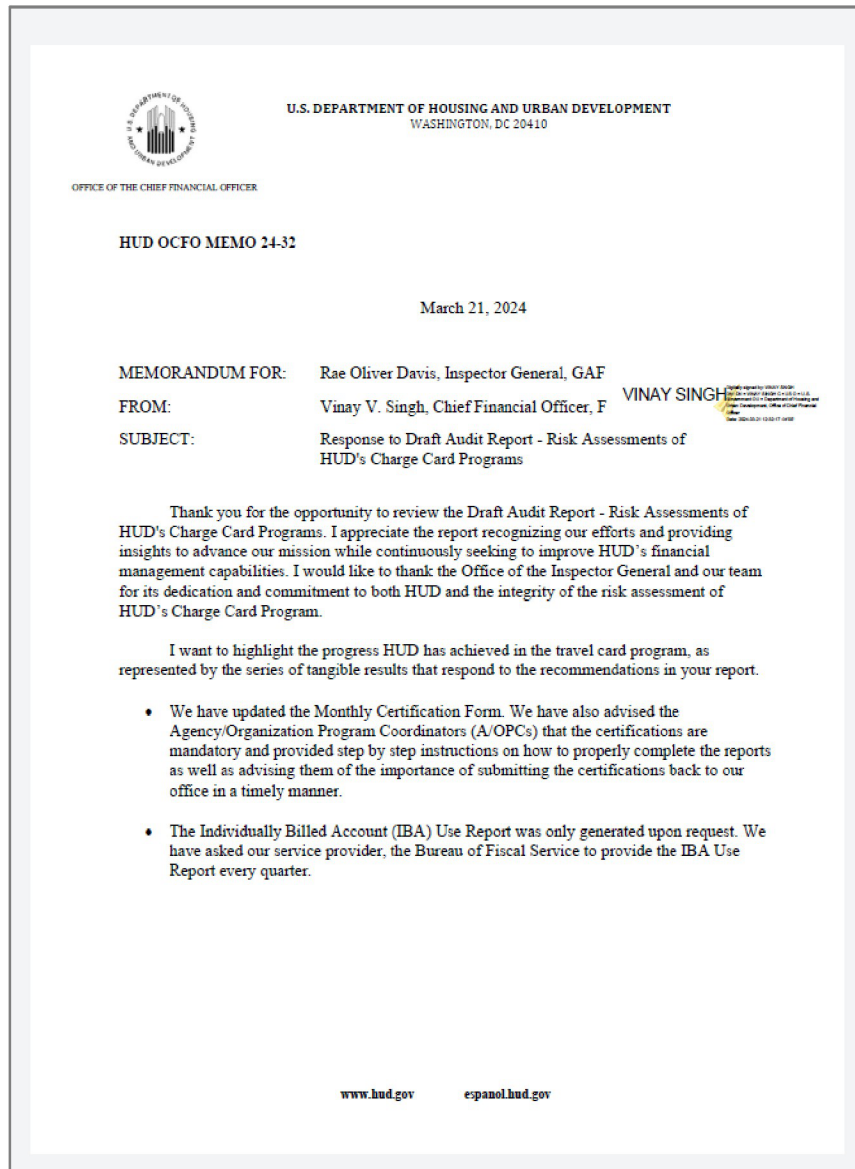 U.S. DEPARTMENT OF HOUSING AND URBAN DEVELOPMENT
U.S. DEPARTMENT OF HOUSING AND URBAN DEVELOPMENT
WASHINGTON, DC 20410
OFFICE OF THE CHIEF FINANCIAL OFFICER
HUD OCFO MEMO 24-32
March 21, 2024
MEMORANDUM FOR: Rae Oliver Davis, Inspector General, GAF
FROM: Vinay V. Singh, Chief Financial Officer, F
VINAY SINGH
SUBJECT: Response to Draft Audit Report - Risk Assessments of
HUD's Charge Card Programs
Thank you for the opportunity to review the Draft Audit Report - Risk Assessments of
HUD's Charge Card Programs. I appreciate the report recognizing our efforts and providing
insights to advance our mission while continuously seeking to improve HUD’s financial
management capabilities. I would like to thank the Office of the Inspector General and our team
for its dedication and commitment to both HUD and the integrity of the risk assessment of
HUD’s Charge Card Program.
I want to highlight the progress HUD has achieved in the travel card program, as
represented by the series of tangible results that respond to the recommendations in your report.
• We have updated the Monthly Certification Form. We have also advised the
Agency/Organization Program Coordinators (A/OPCs) that the certifications are
mandatory and provided step by step instructions on how to properly complete the reports
as well as advising them of the importance of submitting the certifications back to our
office in a timely manner.
• The Individually Billed Account (IBA) Use Report was only generated upon request. We
have asked our service provider, the Bureau of Fiscal Service to provide the IBA Use
Report every quarter.
www.hud.gov espanol.hud.gov